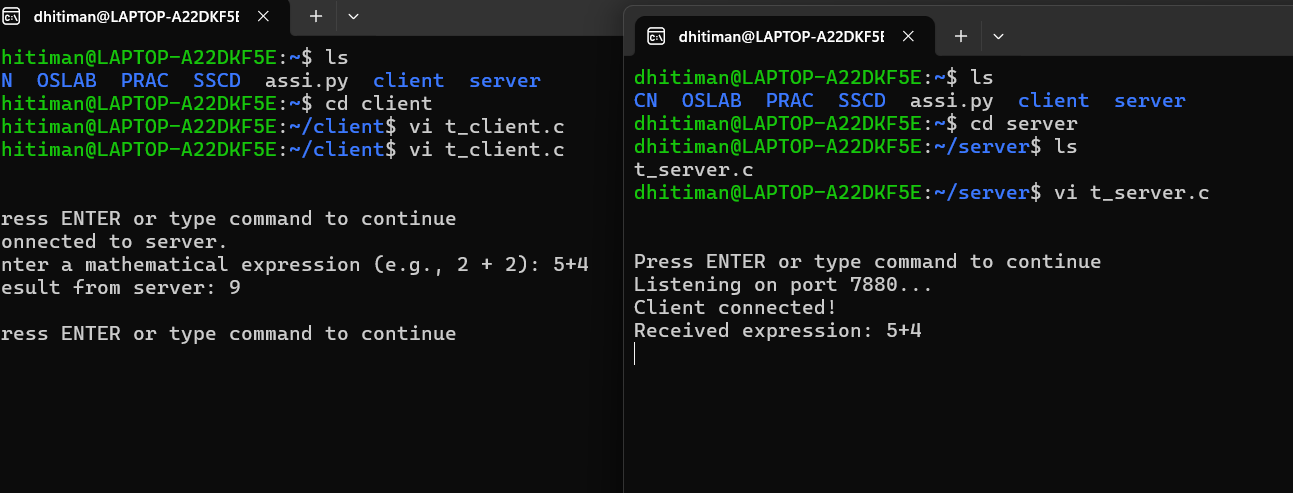 dhitiman@LAPTOP-A22DKF5E
hitiman@LAPTOP-A22DKF5E:~$ ls
N OSLAB PRAC SSCD assi.py client server
hitiman@LAPTOP-A22DKF5E:~$ cd client
hitiman@LAPTOP-A22DKF5E:~/client$ vi t_client.c
hitiman@LAPTOP-A22DKF5E:~/client$ vi t_client.c
ress ENTER or type command to continue
onnected to server.
nter a mathematical expression (e.g., 2 + 2): 5+4
esult from server: 9
ress ENTER or type command to continue
dhitiman@LAPTOP-A22DKF5E
dhitiman@LAPTOP-A22DKF5E:~$ ls
CN OSLAB PRAC SSCD assi.py client server
dhitiman@LAPTOP-A22DKF5E:~$ cd server
dhitiman@LAPTOP-A22DKF5E:~/server$ ls
t_server.c
dhitiman@LAPTOP-A22DKF5E:~/server$ vi t_server.c
Press ENTER or type command to continue
Listening on port 7880...
Client connected!
Received expression: 5+4